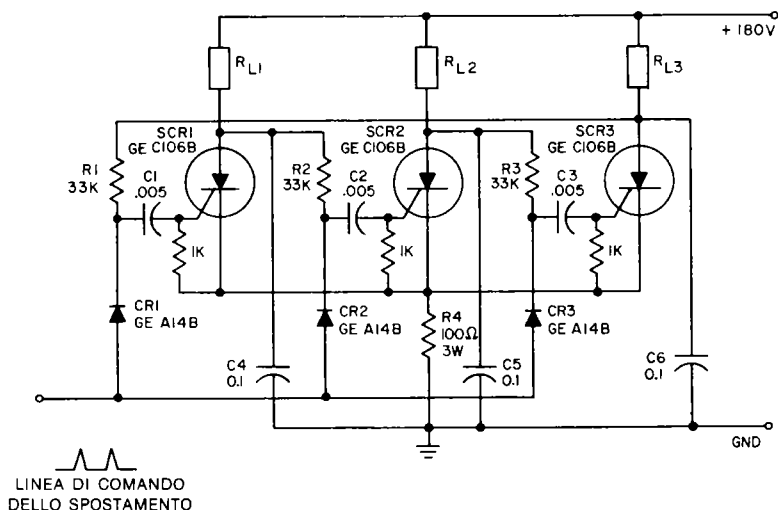 + 180V
RL1
RL2
RL3
SCR1
GE C106B
SCR2
GE C106B
SCR3
GE C106B
R1
33K
C1
.005
R2
33K
C2
.005
R3
33K
C3
.005
1K
1K
1K
CR1
GE A14B
CR2
GE A14B
R4
100Ω
3W
CR3
GE A14B
C4
0.1
C5
0.1
C6
0.1
GND
LINEA DI COMANDO
DELLO SPOSTAMENTO